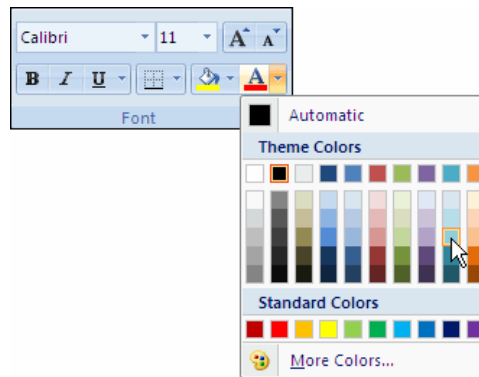 Calibri 11 A A
B I U A
Font
Automatic
Theme Colors
Standard Colors
More Colors...